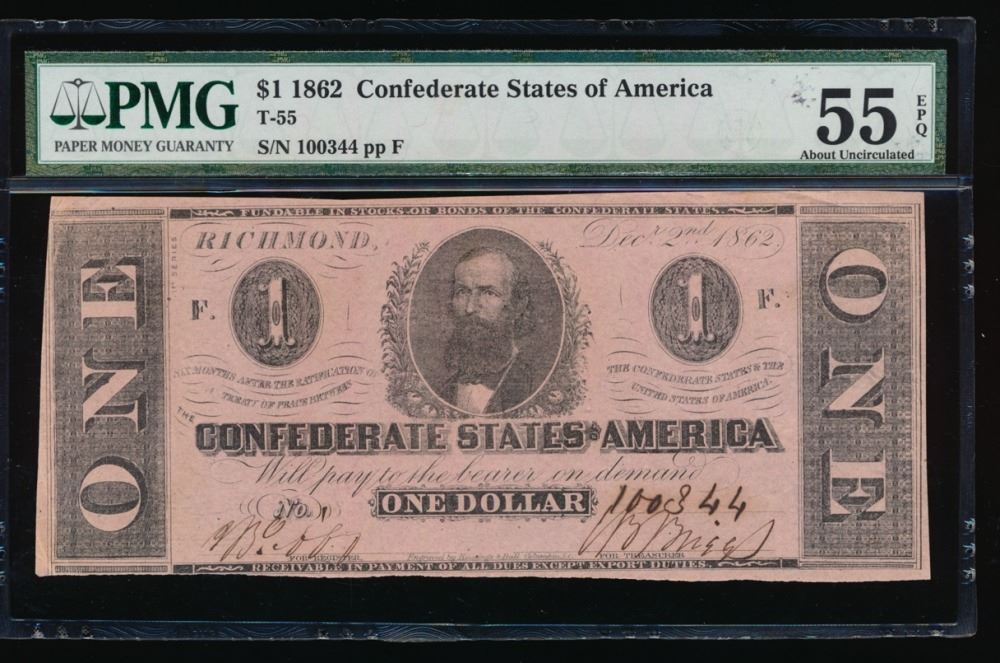 PMG
PAPER MONEY GUARANTY
$1 1862 Confederate States of America
T-55
S/N 100344 pp F
55
EPQ
About Uncirculated
FUNDABLE IN STOCKS OR BONDS OF THE CONFEDERATE STATES.
RICHMOND, Decr. 2nd 1862.
1st SERIES
F. 1 1 F.
ONE
ONE
SIX MONTHS AFTER THE RATIFICATION OF A TREATY OF PEACE BETWEEN
THE CONFEDERATE STATES & THE UNITED STATES OF AMERICA.
THE
CONFEDERATE STATES OF AMERICA
Will pay to the bearer on demand
No. ONE DOLLAR 100344
FOR REGISTER. FOR TREASURER
RECEIVABLE IN PAYMENT OF ALL DUES EXCEPT EXPORT DUTIES.